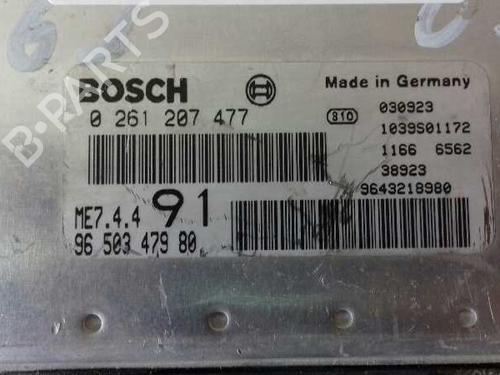 B-PARTS
BOSCH
Made in Germany
0 261 207 477
810
030923
1039S01172
1166 6562
38923
9643218980
ME7.4.4 91
96 503 479 80